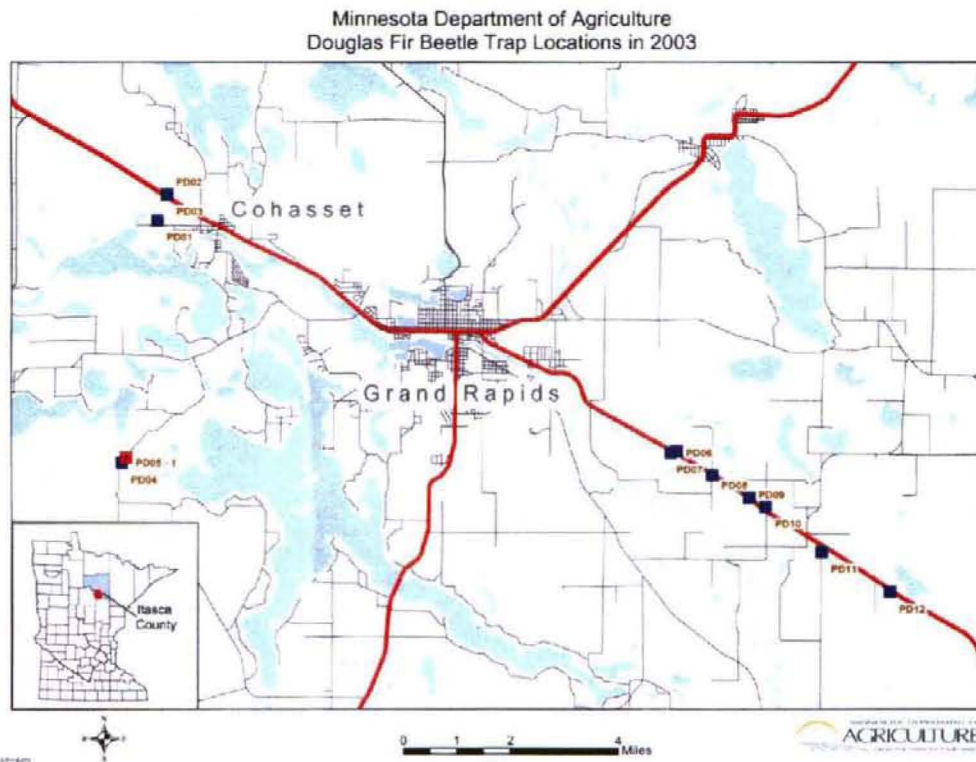 Minnesota Department of Agriculture
Douglas Fir Beetle Trap Locations in 2003
PD02
PD03
Cohasset
PD01
Grand Rapids
PD05 - 1
PD04
PD06
PD07
PD08
PD09
PD10
PD11
PD12
Itasca
County
0 1 2 4
Miles
AGRICULTURE